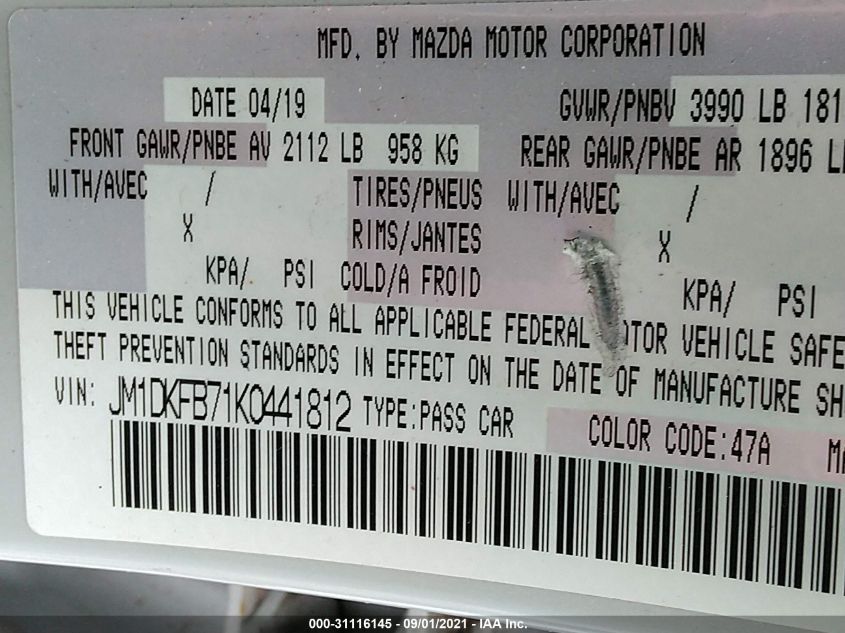 MFD. BY MAZDA MOTOR CORPORATION
DATE 04/19 GVWR/PNBV 3990 LB 181
FRONT GAWR/PNBE AV 2112 LB 958 KG REAR GAWR/PNBE AR 1896 L
WITH/AVEC / TIRES/PNEUS WITH/AVEC /
X RIMS/JANTES X
KPA/ PSI COLD/A FROID KPA/ PSI
THIS VEHICLE CONFORMS TO ALL APPLICABLE FEDERAL OTOR VEHICLE SAFE
THEFT PREVENTION STANDARDS IN EFFECT ON THE DATE OF MANUFACTURE SH
VIN: JM1DKFB71K0441812 TYPE:PASS CAR COLOR CODE:47A MA
000-31116145 - 09/01/2021 - IAA Inc.